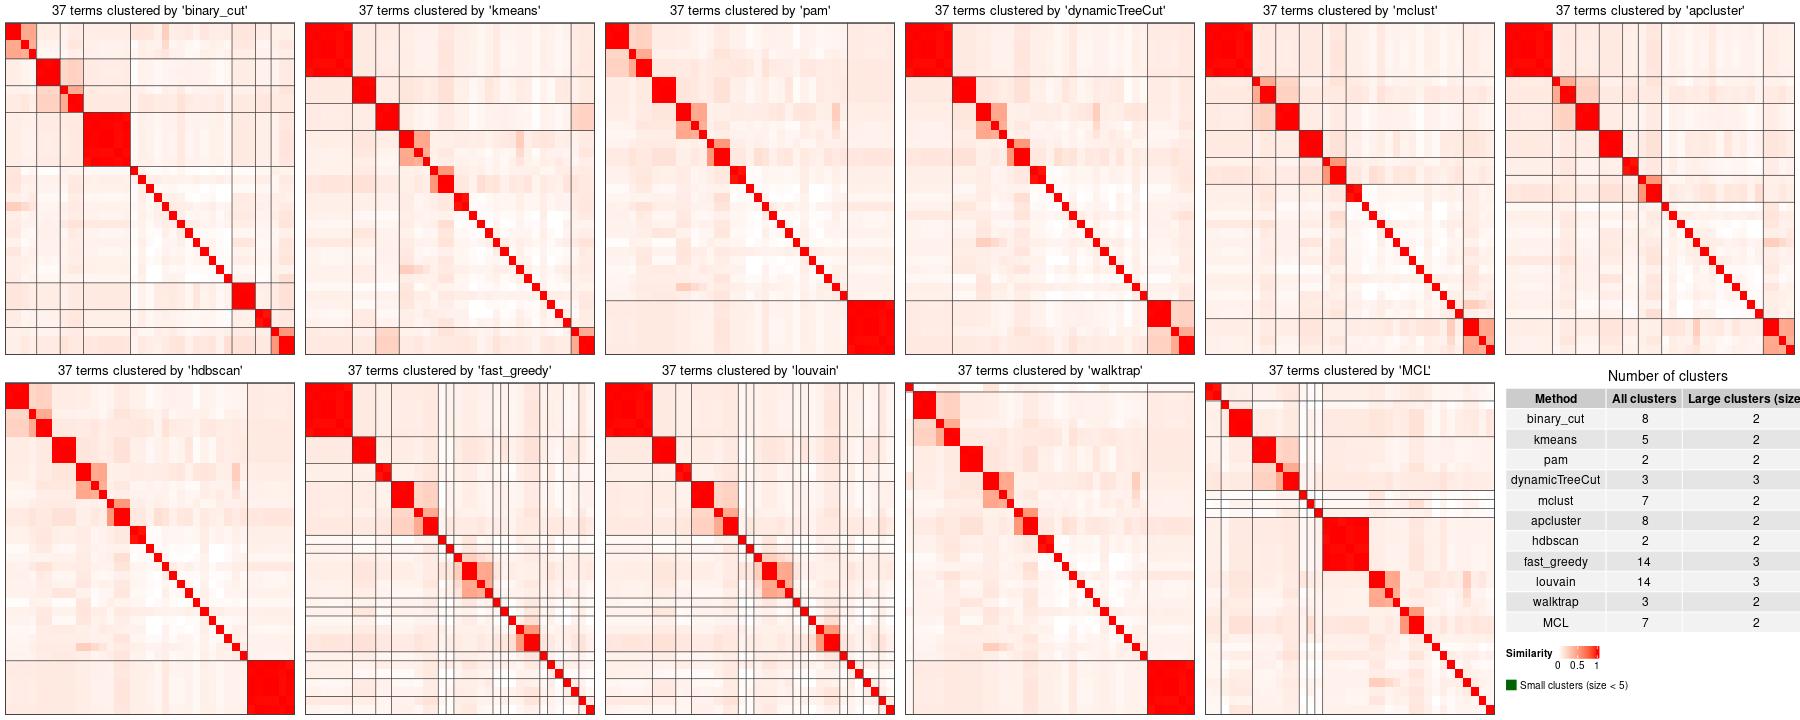 37 terms clustered by 'binary_cut'
37 terms clustered by 'kmeans'
37 terms clustered by 'pam'
37 terms clustered by 'dynamicTreeCut'
37 terms clustered by 'mclust'
37 terms clustered by 'apcluster'
37 terms clustered by 'hdbscan'
37 terms clustered by 'fast_greedy'
37 terms clustered by 'louvain'
37 terms clustered by 'walktrap'
37 terms clustered by 'MCL'
Number of clusters
Method All clusters Large clusters (size
binary_cut 8 2
kmeans 5 2
pam 2 2
dynamicTreeCut 3 3
mclust 7 2
apcluster 8 2
hdbscan 2 2
fast_greedy 14 3
louvain 14 3
walktrap 3 2
MCL 7 2
Similarity
0 0.5 1
Small clusters (size < 5)